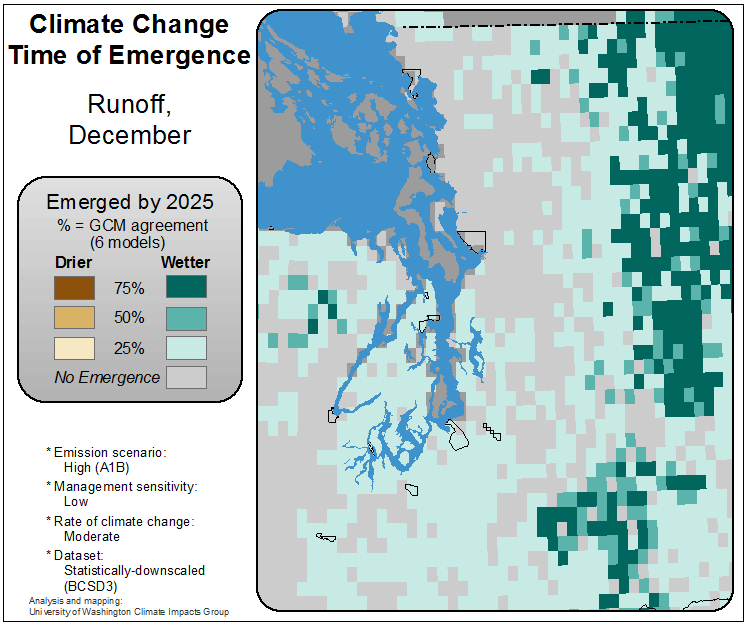 Climate Change
Time of Emergence
Runoff,
December
Emerged by 2025
% = GCM agreement
(6 models)
Drier Wetter
75%
50%
25%
No Emergence
* Emission scenario:
High (A1B)
* Management sensitivity:
Low
* Rate of climate change:
Moderate
* Dataset:
Statistically-downscaled
(BCSD3)
Analysis and mapping:
University of Washington Climate Impacts Group